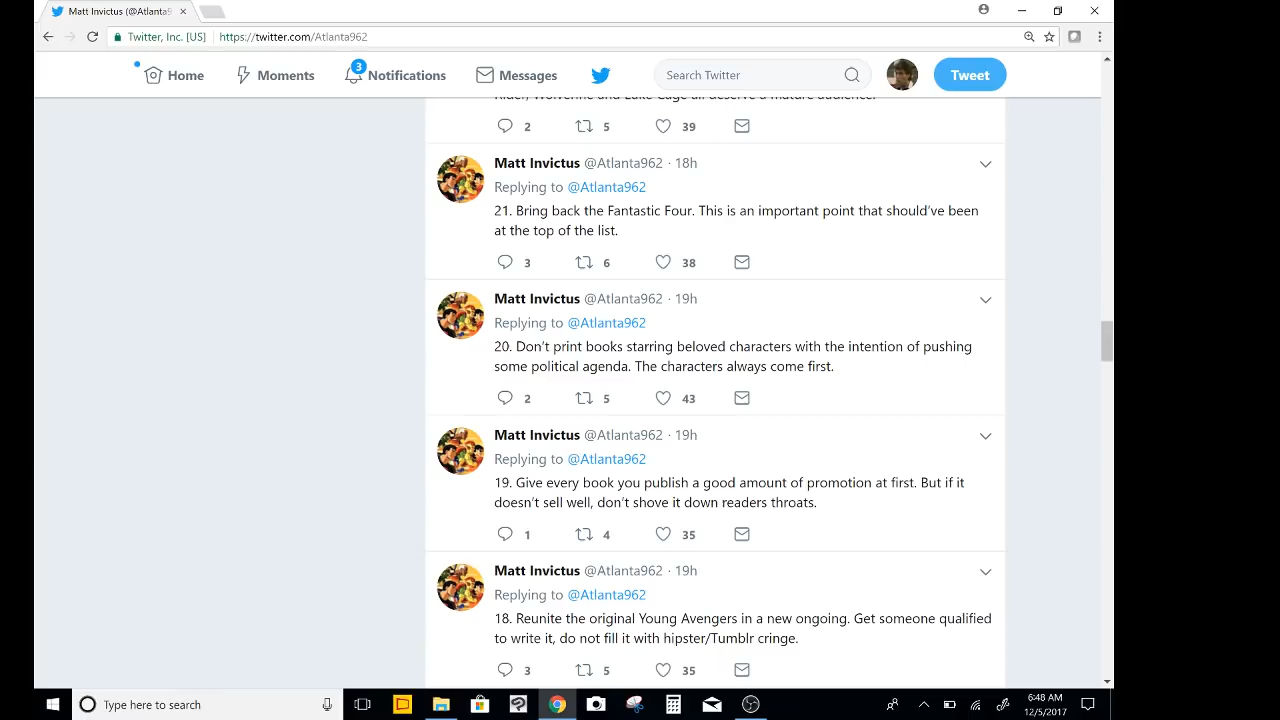 Matt Invictus (@Atlanta9
Twitter, Inc. [US]
https://twitter.com/Atlanta962
Home
Moments
3
Notifications
Messages
Search Twitter
Tweet
Rider, Wolverine and Luke Cage all deserve a mature audience.
2 5 39
Matt Invictus @Atlanta962 · 18h
Replying to @Atlanta962
21. Bring back the Fantastic Four. This is an important point that should've been
at the top of the list.
3 6 38
Matt Invictus @Atlanta962 · 19h
Replying to @Atlanta962
20. Don't print books starring beloved characters with the intention of pushing
some political agenda. The characters always come first.
2 5 43
Matt Invictus @Atlanta962 · 19h
Replying to @Atlanta962
19. Give every book you publish a good amount of promotion at first. But if it
doesn't sell well, don't shove it down readers throats.
1 4 35
Matt Invictus @Atlanta962 · 19h
Replying to @Atlanta962
18. Reunite the original Young Avengers in a new ongoing. Get someone qualified
to write it, do not fill it with hipster/Tumblr cringe.
3 5 35
Type here to search
6:48 AM
12/5/2017